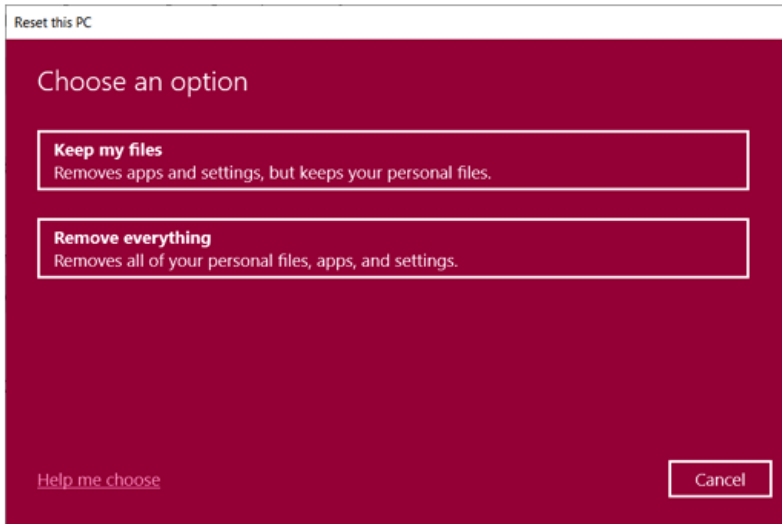 Reset this PC
Choose an option
Keep my files
Removes apps and settings, but keeps your personal files.
Remove everything
Removes all of your personal files, apps, and settings.
Help me choose
Cancel